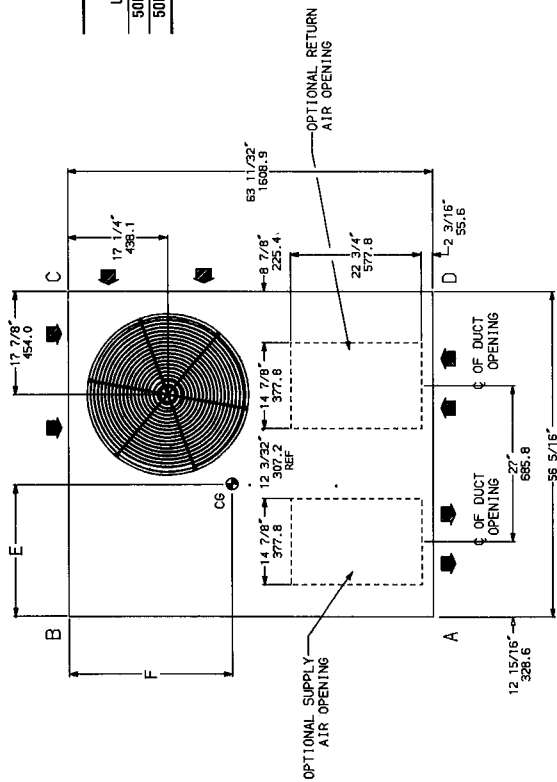 U
50
50
B
E
F
CG
C
17 7/8"
454.0
17 1/4"
438.1
63 11/32"
1608.9
8 7/8"
225.4
22 3/4"
577.8
2 3/16"
55.6
OPTIONAL RETURN
AIR OPENING
14 7/8"
377.8
12 3/32"
307.2
REF
14 7/8"
377.8
OPTIONAL SUPPLY
AIR OPENING
A
D
℄ OF DUCT
OPENING
℄ OF DUCT
OPENING
27"
685.8
12 15/16"
328.6
56 5/16"